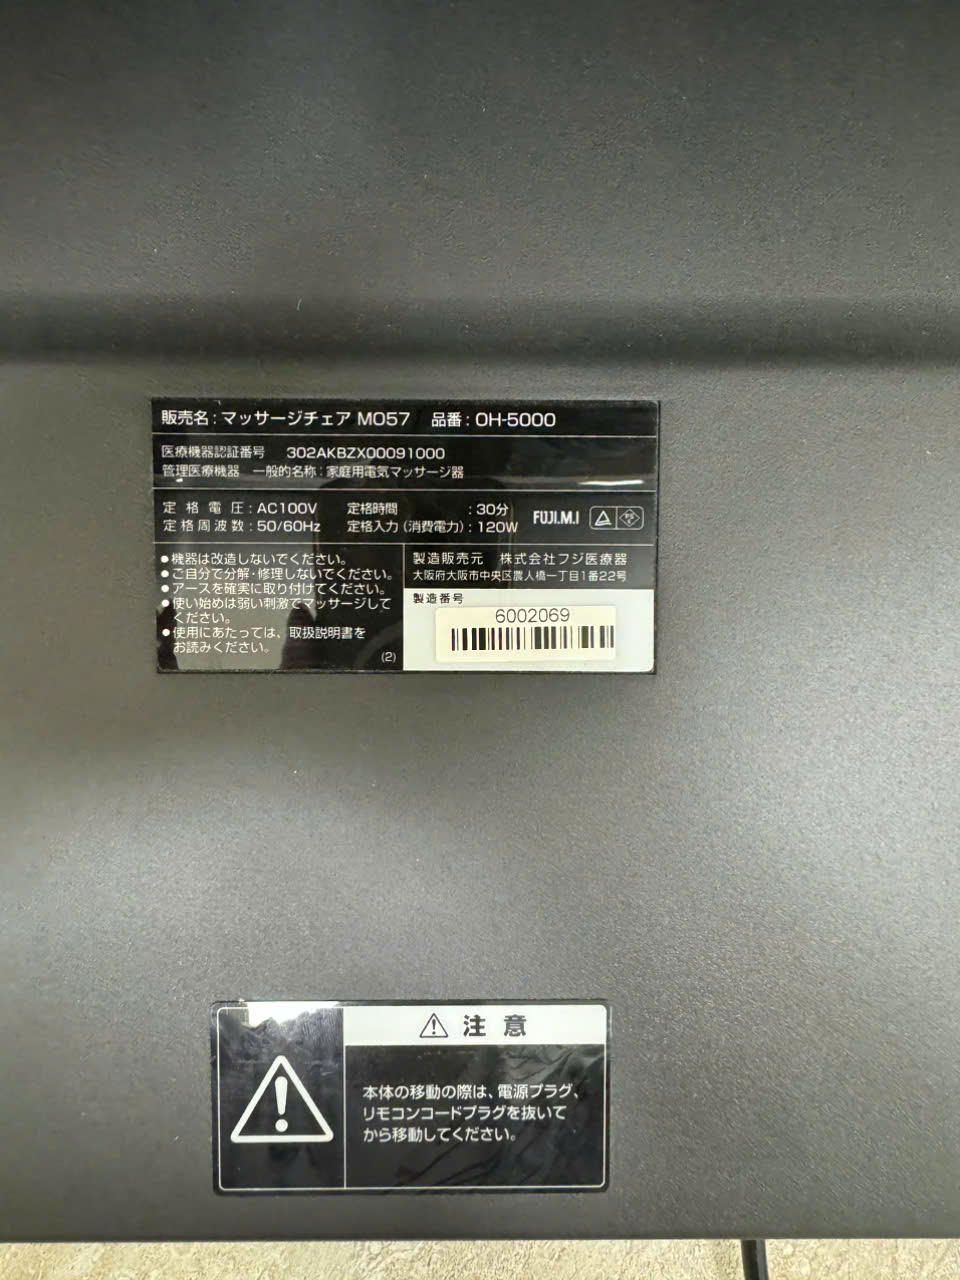 販売名:マッサージチェア MO57 品番:OH-5000
医療機器認証番号 302AKBZX00091000
管理医療機器 一般的名称:家庭用電気マッサージ器
定格電圧:AC100V 定格時間 :30分
定格周波数:50/60Hz 定格入力(消費電力):120W
FUJI.M.I
●機器は改造しないでください。
●ご自分で分解・修理しないでください。
●アースを確実に取り付けてください。
●使い始めは弱い刺激でマッサージして
ください。
●使用にあたっては、取扱説明書を
お読みください。
(2)
製造販売元 株式会社フジ医療器
大阪府大阪市中央区農人橋一丁目1番22号
製造番号
6002069
注意
本体の移動の際は、電源プラグ、
リモコンコードプラグを抜いて
から移動してください。